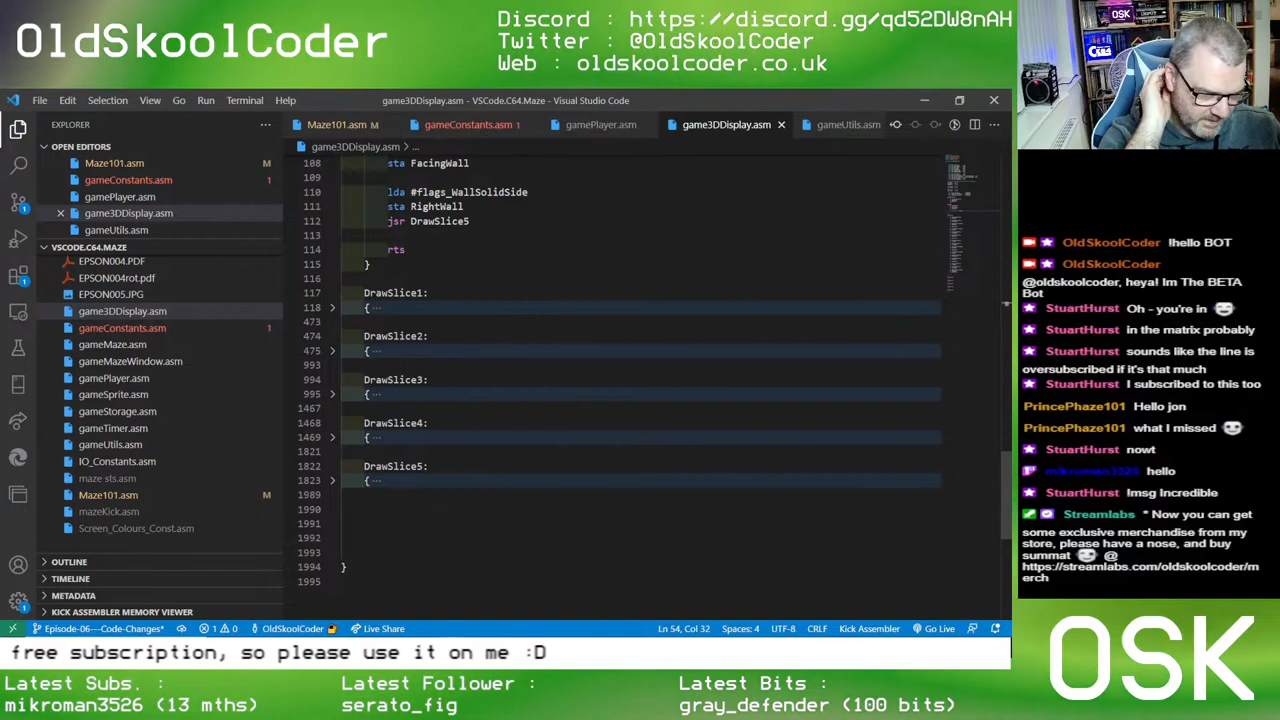 OldSkoolCoder
Discord : https://discord.gg/qd52DW8nAH
Twitter : @OldSkoolCoder
Web : oldskoolcoder.co.uk
File Edit Selection View Go Run Terminal Help
game3DDisplay.asm - VSCode.C64.Maze - Visual Studio Code
EXPLORER
OPEN EDITORS
Maze101.asm M
gameConstants.asm 1
gamePlayer.asm
game3DDisplay.asm
gameUtils.asm
VSCODE.C64.MAZE
EPSON004.PDF
EPSON004rot.pdf
EPSON005.JPG
game3DDisplay.asm
gameConstants.asm 1
gameMaze.asm
gameMazeWindow.asm
gamePlayer.asm
gameSprite.asm
gameStorage.asm
gameTimer.asm
gameUtils.asm
IO_Constants.asm
maze sts.asm
Maze101.asm M
mazeKick.asm
Screen_Colours_Const.asm
OUTLINE
TIMELINE
METADATA
KICK ASSEMBLER MEMORY VIEWER
Maze101.asm M gameConstants.asm 1 gamePlayer.asm game3DDisplay.asm gameUtils.asm
game3DDisplay.asm > ...
108 sta FacingWall
109
110 lda #flags_WallSolidSide
111 sta RightWall
112 jsr DrawSlice5
114 rts
115 }
116
117 DrawSlice1:
118 { ...
473
474 DrawSlice2:
475 { ...
993
994 DrawSlice3:
995 { ...
1467
1468 DrawSlice4:
1469 { ...
1821
1822 DrawSlice5:
1823 { ...
1989
1990
1991
1992
1993
1994 }
1995
Episode-06---Code-Changes* 1 0 OldSkoolCoder Live Share Ln 54, Col 32 Spaces: 4 UTF-8 CRLF Kick Assembler Go Live
OldSkoolCoder !hello BOT
OldSkoolCoder
@oldskoolcoder, heya! Im The BETA
Bot
StuartHurst Oh - you're in
StuartHurst in the matrix probably
StuartHurst sounds like the line is
oversubscribed if it's that much
StuartHurst I subscribed to this too
PrincePhaze101 Hello jon
PrincePhaze101 what I missed
StuartHurst nowt
mikroman3526 hello
StuartHurst !msg Incredible
Streamlabs * Now you can get
some exclusive merchandise from my
store, please have a nose, and buy
summat @
https://streamlabs.com/oldskoolcoder/m
erch
free subscription, so please use it on me :D
Latest Subs. :
mikroman3526 (13 mths)
Latest Follower :
serato_fig
Latest Bits :
gray_defender (100 bits)
OSK